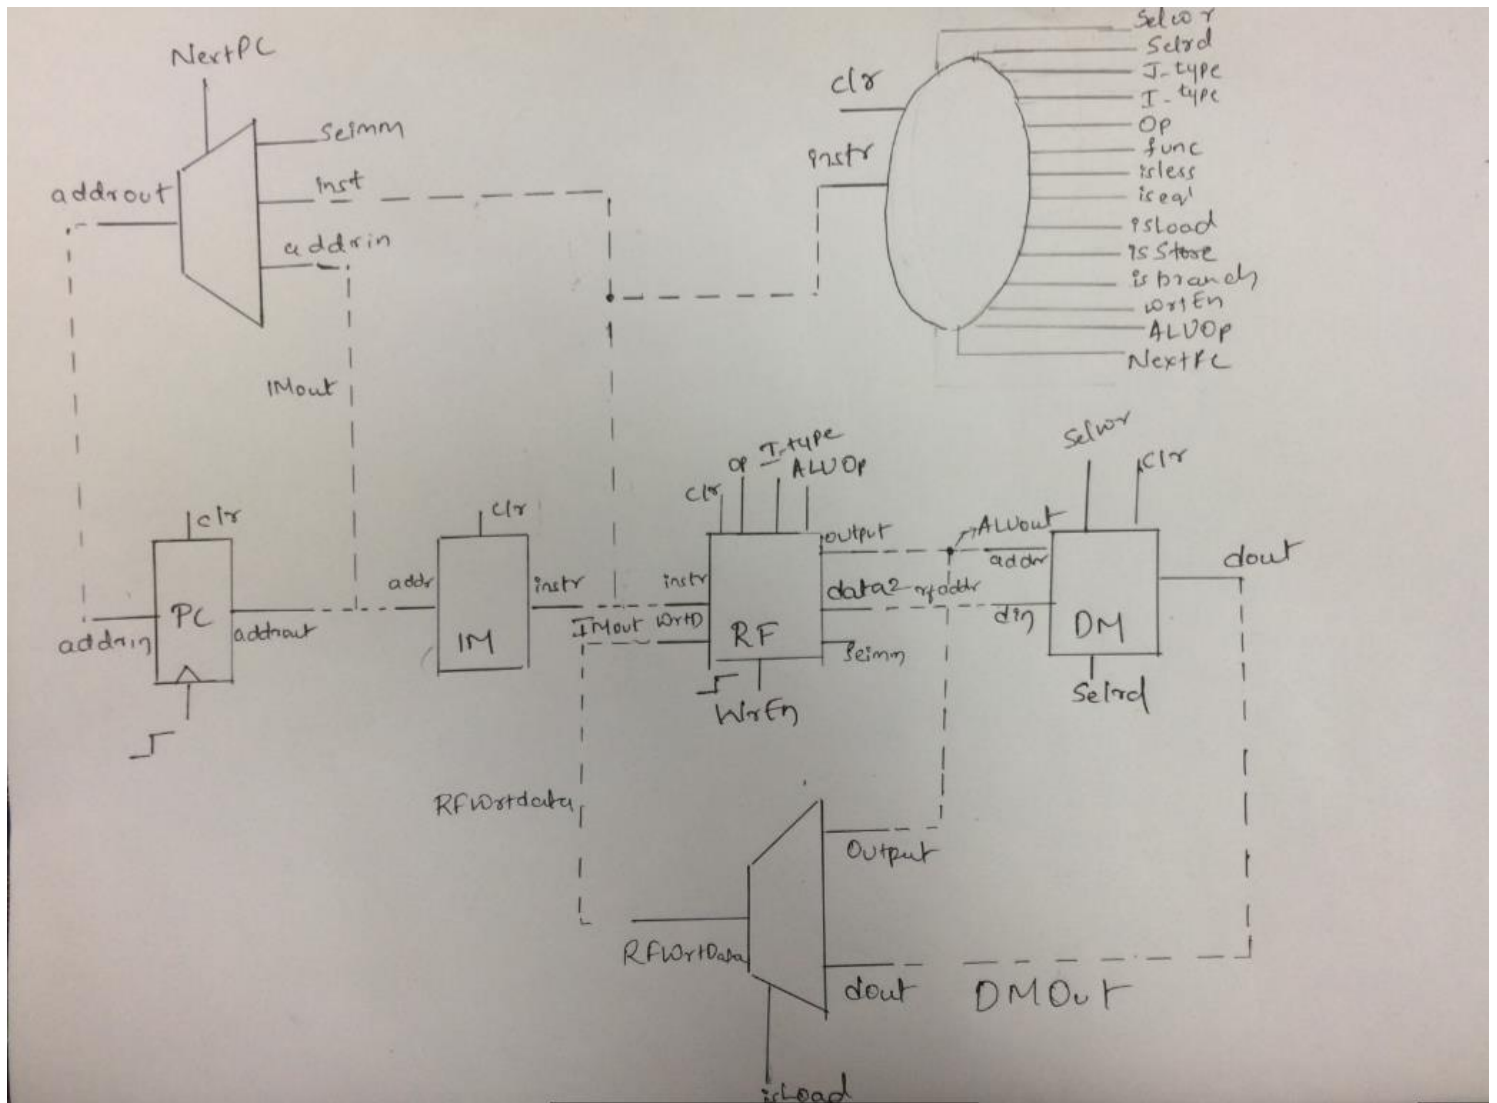 NextPC
Seimm
inst
addrout
addrin
IMout
Selwr
Selrd
J-type
I-type
Op
func
isless
iseql
isLoad
isStore
isbranch
WrtEn
ALUOp
NextPC
clr
instr
clr
addrin
PC
addrout
clr
addr
IM
instr
IMout
clr
Op
I-type
ALUOp
instr
WrtD
RF
output
data2
Seimm
WrEn
ALUout
addr
din
Selwr
clr
DM
Selrd
dout
RFWrtdata
RFWrtData
Output
dout
DMOut
isLoad